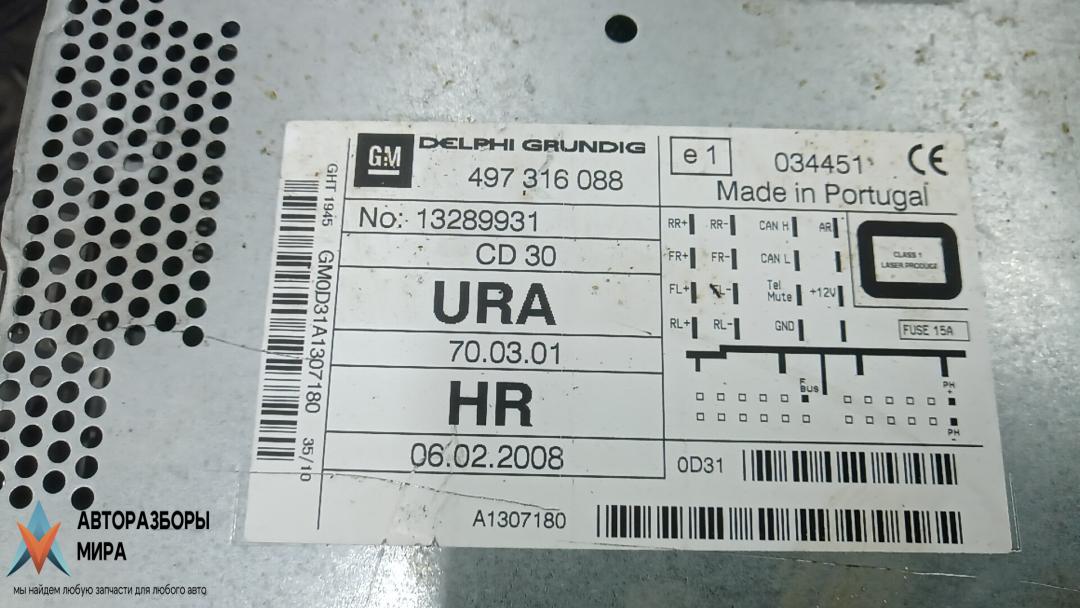 GM DELPHI GRUNDIG
497 316 088
No: 13289931
CD 30
URA
70.03.01
HR
06.02.2008
GHT 1945
GM0D31A1307180
35/10
e 1 034451 CE
Made in Portugal
RR+ RR- CAN H AR
FR+ FR- CAN L
FL+ FL- Tel Mute +12V
RL+ RL- GND
CLASS 1
LASER PRODUCT
FUSE 15A
F BUS
PH +
PH -
0D31
A1307180
АВТОРАЗБОРЫ
МИРА
мы найдем любую запчасти для любого авто